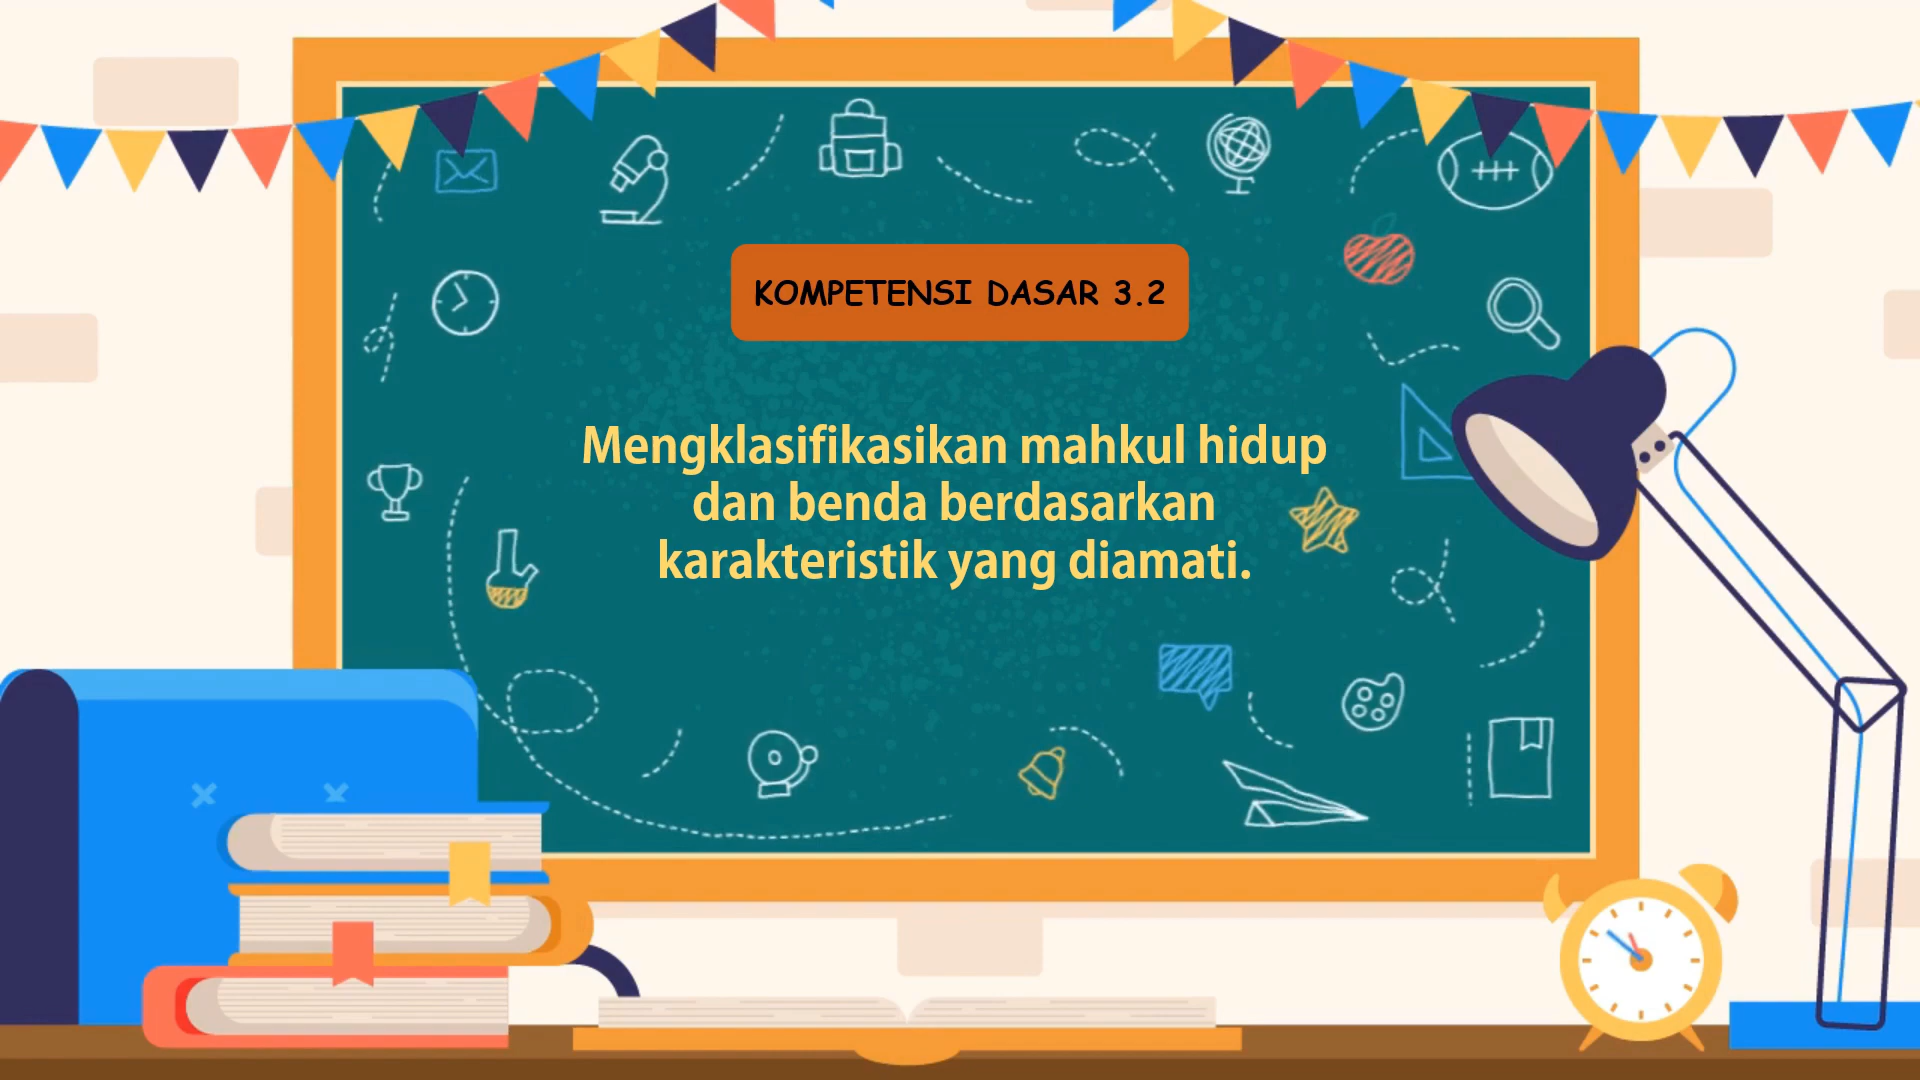 KOMPETENSI DASAR 3.2
Mengklasifikasikan mahkul hidup
dan benda berdasarkan
karakteristik yang diamati.